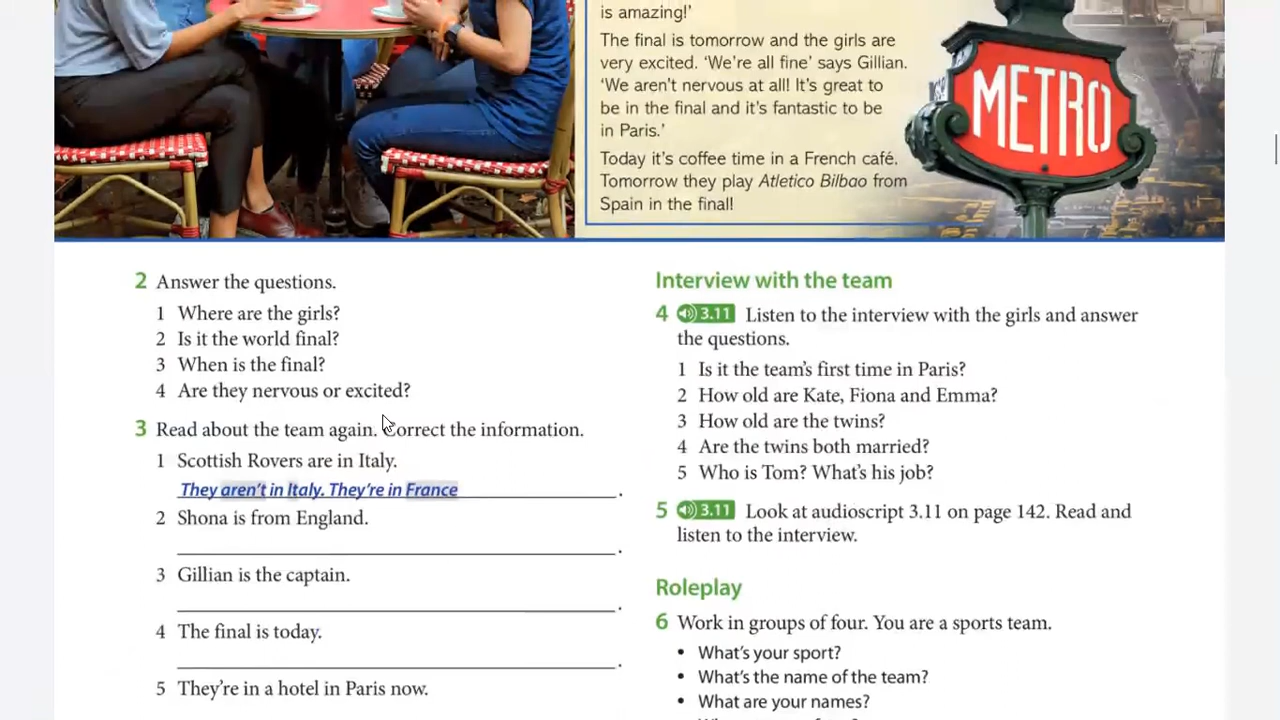 is amazing!'
The final is tomorrow and the girls are
very excited. 'We're all fine' says Gillian.
'We aren't nervous at all! It's great to
be in the final and it's fantastic to be
in Paris.'
Today it's coffee time in a French café.
Tomorrow they play Atletico Bilbao from
Spain in the final!
METRO
2 Answer the questions.
1 Where are the girls?
2 Is it the world final?
3 When is the final?
4 Are they nervous or excited?
3 Read about the team again. Correct the information.
1 Scottish Rovers are in Italy.
They aren't in Italy. They're in France.
2 Shona is from England.
3 Gillian is the captain.
4 The final is today.
5 They're in a hotel in Paris now.
Interview with the team
4 3.11 Listen to the interview with the girls and answer
the questions.
1 Is it the team's first time in Paris?
2 How old are Kate, Fiona and Emma?
3 How old are the twins?
4 Are the twins both married?
5 Who is Tom? What's his job?
5 3.11 Look at audioscript 3.11 on page 142. Read and
listen to the interview.
Roleplay
6 Work in groups of four. You are a sports team.
• What's your sport?
• What's the name of the team?
• What are your names?